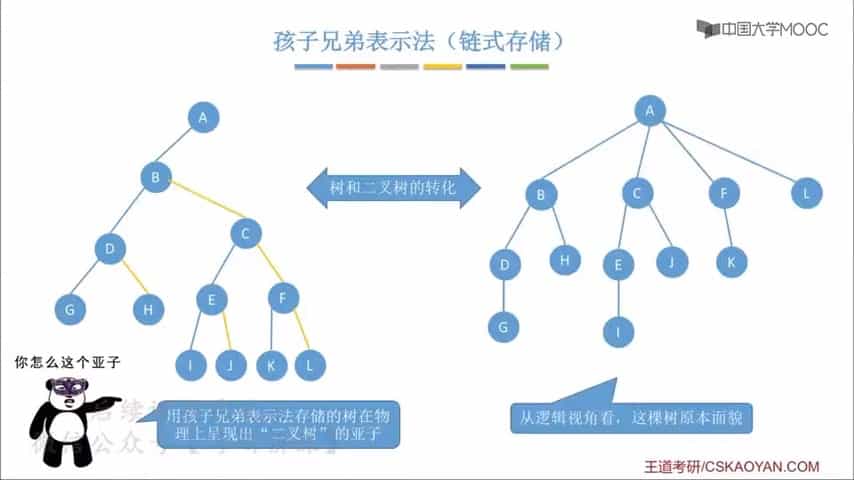 中国大学MOOC
孩子兄弟表示法（链式存储）
A
B
D
C
G
H
E
F
I
J
K
L
树和二叉树的转化
A
B
C
F
L
D
H
E
J
K
G
I
你怎么这个亚子
用孩子兄弟表示法存储的树在物
理上呈现出“二叉树”的亚子
从逻辑视角看，这棵树原本面貌
王道考研/CSKAOYAN.COM